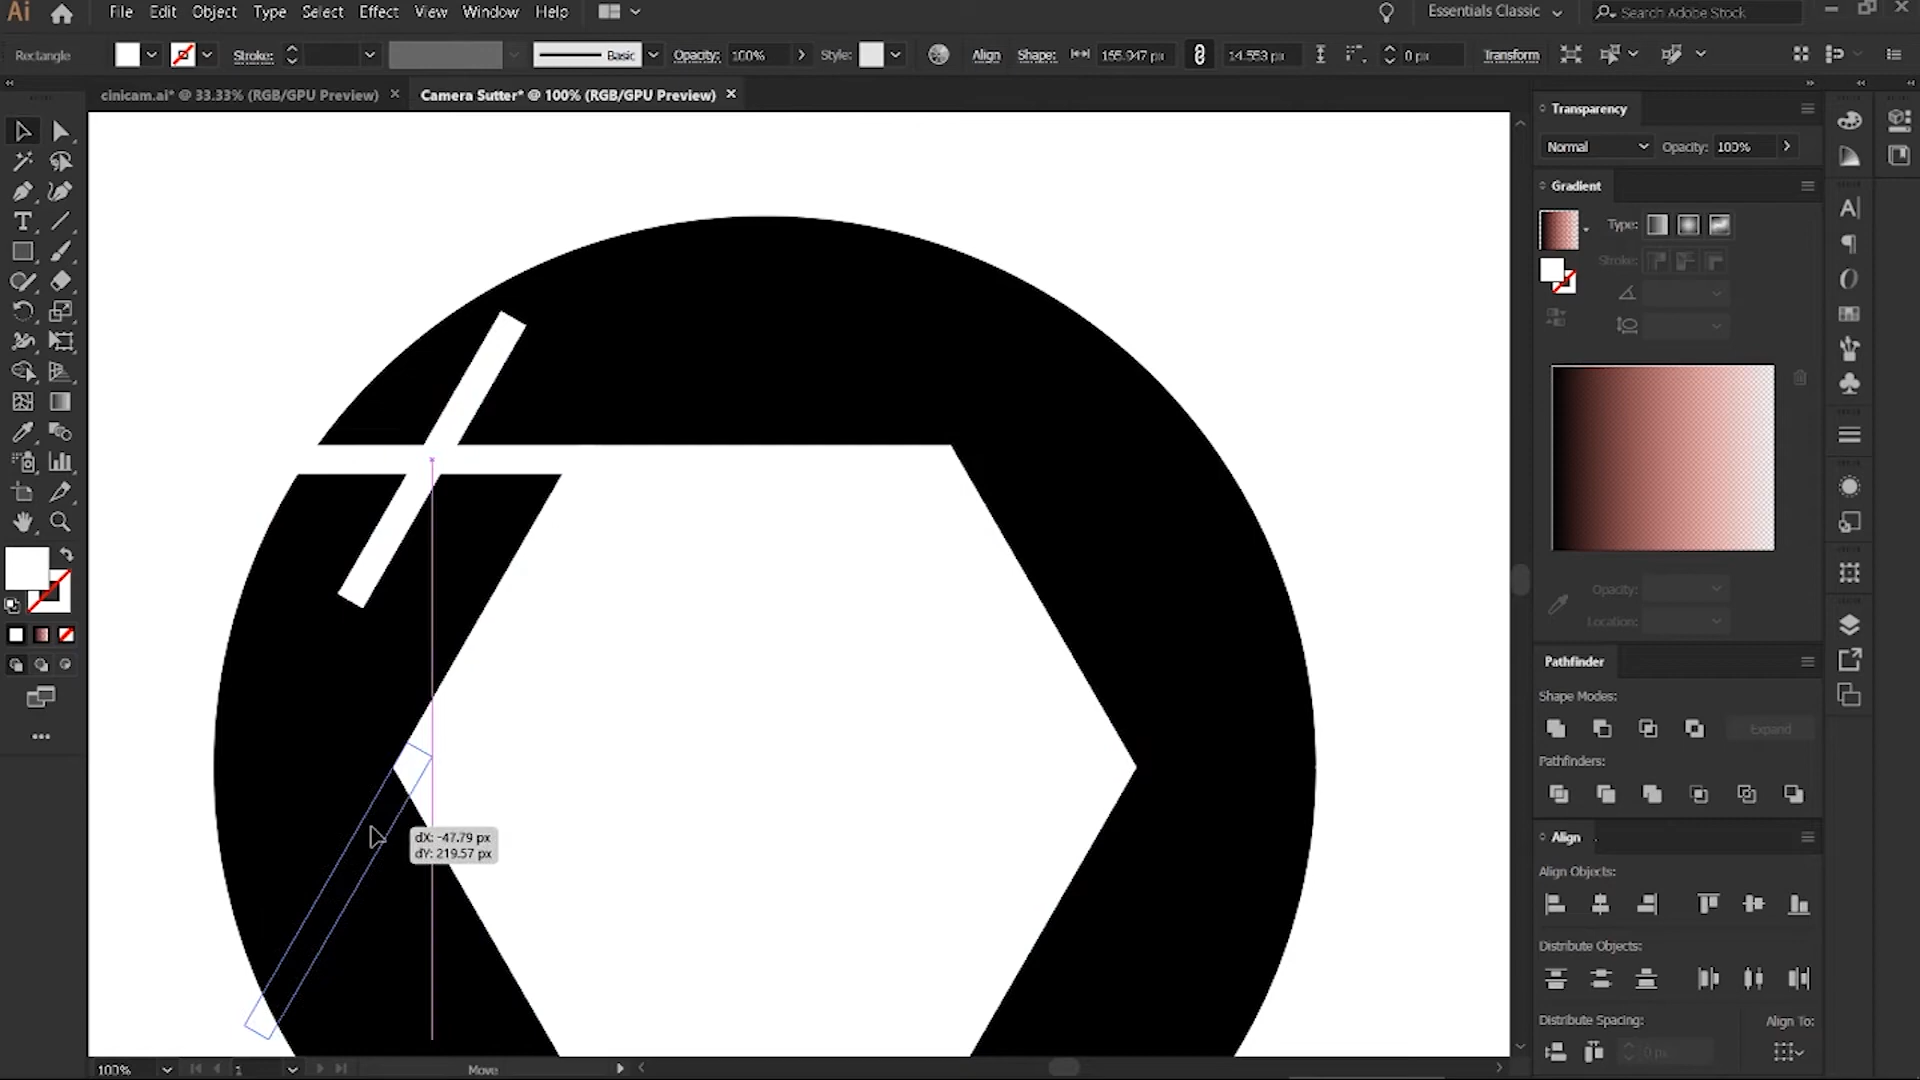 Ai File Edit Object Type Select Effect View Window Help Essentials Classic Search Adobe Stock
Rectangle Stroke: Basic Opacity: 100% Style: Align Shape: 155.947 px 14.553 px 0 px Transform
cinicam.ai* @ 33.33% (RGB/GPU Preview) Camera Sutter* @ 100% (RGB/GPU Preview)
Transparency
Normal Opacity: 100%
Gradient
Type:
Stroke:
Opacity:
Location:
Pathfinder
Shape Modes:
Expand
Pathfinders:
dX: -47.79 px
dY: 219.57 px
Align
Align Objects:
Distribute Objects:
Distribute Spacing: Align To:
0 px
100% 1 Move